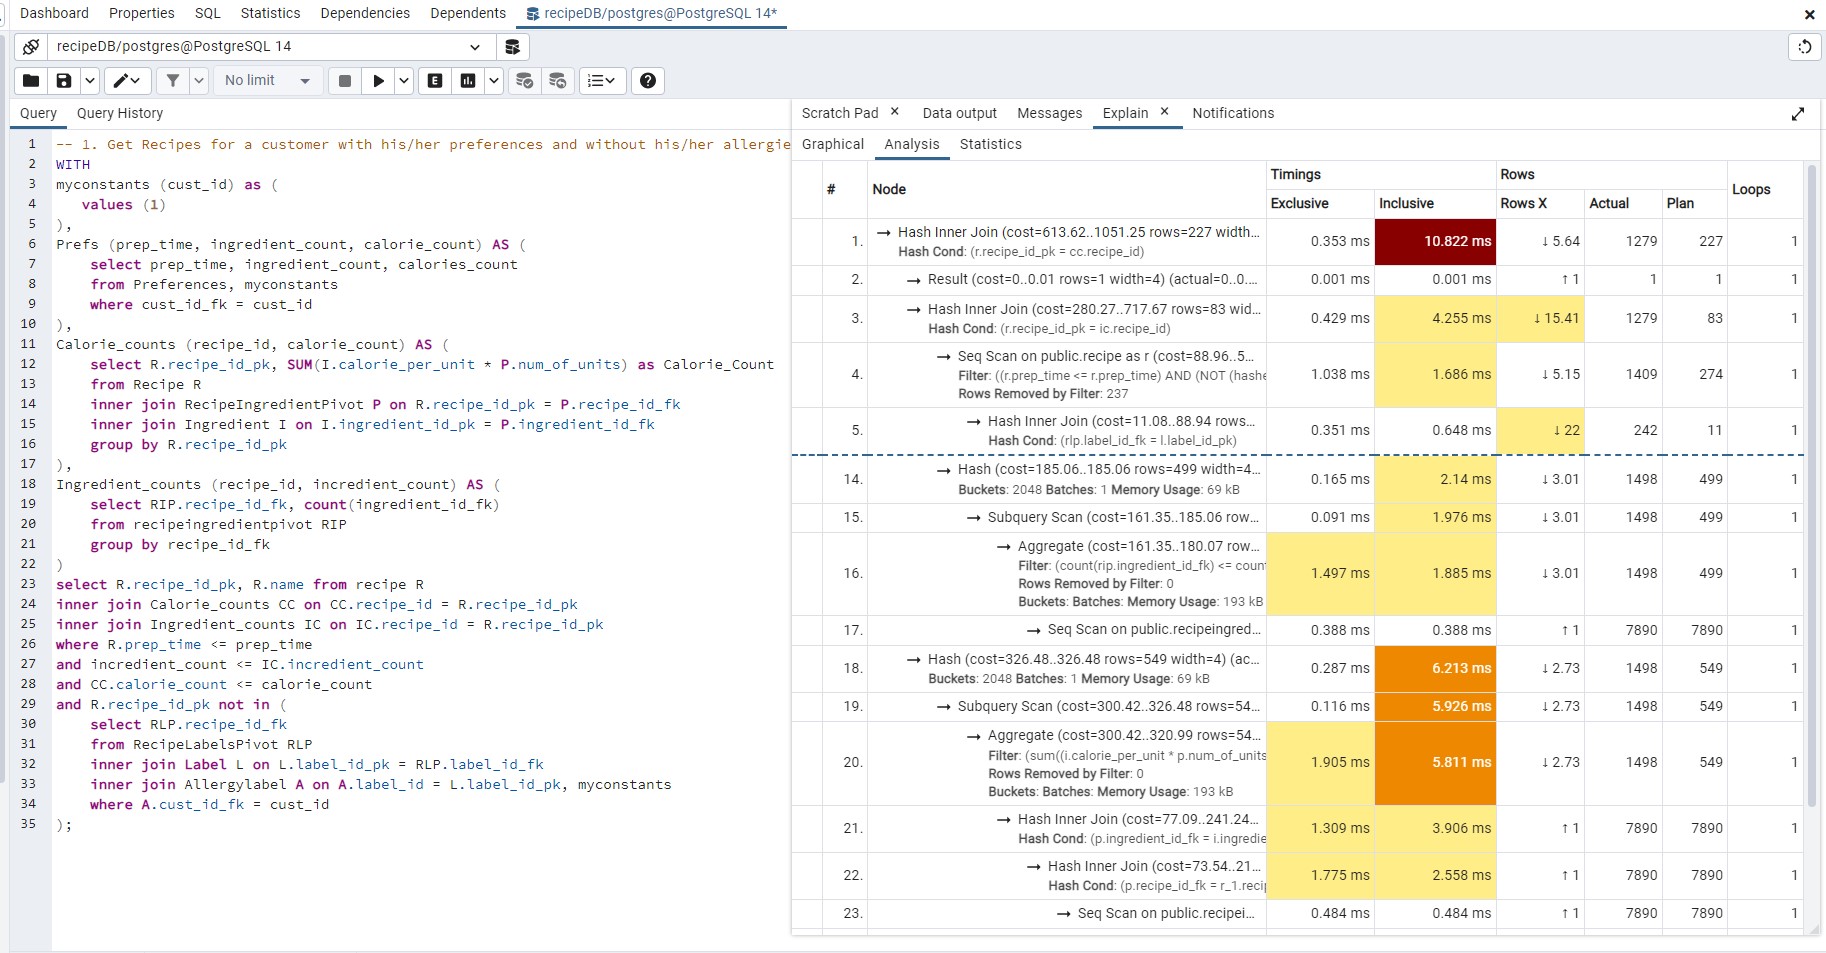 Dashboard Properties SQL Statistics Dependencies Dependents recipeDB/postgres@PostgreSQL 14*
recipeDB/postgres@PostgreSQL 14
No limit
Query Query History
1 -- 1. Get Recipes for a customer with his/her preferences and without his/her allergie
2 WITH
3 myconstants (cust_id) as (
4 values (1)
5 ),
6 Prefs (prep_time, ingredient_count, calorie_count) AS (
7 select prep_time, ingredient_count, calories_count
8 from Preferences, myconstants
9 where cust_id_fk = cust_id
10 ),
11 Calorie_counts (recipe_id, calorie_count) AS (
12 select R.recipe_id_pk, SUM(I.calorie_per_unit * P.num_of_units) as Calorie_Count
13 from Recipe R
14 inner join RecipeIngredientPivot P on R.recipe_id_pk = P.recipe_id_fk
15 inner join Ingredient I on I.ingredient_id_pk = P.ingredient_id_fk
16 group by R.recipe_id_pk
17 ),
18 Ingredient_counts (recipe_id, incredient_count) AS (
19 select RIP.recipe_id_fk, count(ingredient_id_fk)
20 from recipeingredientpivot RIP
21 group by recipe_id_fk
22 )
23 select R.recipe_id_pk, R.name from recipe R
24 inner join Calorie_counts CC on CC.recipe_id = R.recipe_id_pk
25 inner join Ingredient_counts IC on IC.recipe_id = R.recipe_id_pk
26 where R.prep_time <= prep_time
27 and incredient_count <= IC.incredient_count
28 and CC.calorie_count <= calorie_count
29 and R.recipe_id_pk not in (
30 select RLP.recipe_id_fk
31 from RecipeLabelsPivot RLP
32 inner join Label L on L.label_id_pk = RLP.label_id_fk
33 inner join Allergylabel A on A.label_id = L.label_id_pk, myconstants
34 where A.cust_id_fk = cust_id
35 );
Scratch Pad Data output Messages Explain Notifications
Graphical Analysis Statistics
# Node Timings Rows Loops
Exclusive Inclusive Rows X Actual Plan
1. → Hash Inner Join (cost=613.62..1051.25 rows=227 width... 0.353 ms 10.822 ms ↓ 5.64 1279 227 1
Hash Cond: (r.recipe_id_pk = cc.recipe_id)
2. → Result (cost=0..0.01 rows=1 width=4) (actual=0..0.... 0.001 ms 0.001 ms ↑ 1 1 1 1
3. → Hash Inner Join (cost=280.27..717.67 rows=83 wid... 0.429 ms 4.255 ms ↓ 15.41 1279 83 1
Hash Cond: (r.recipe_id_pk = ic.recipe_id)
4. → Seq Scan on public.recipe as r (cost=88.96..5... 1.038 ms 1.686 ms ↓ 5.15 1409 274 1
Filter: ((r.prep_time <= r.prep_time) AND (NOT (hashe
Rows Removed by Filter: 237
5. → Hash Inner Join (cost=11.08..88.94 rows... 0.351 ms 0.648 ms ↓ 22 242 11 1
Hash Cond: (rlp.label_id_fk = l.label_id_pk)
14. → Hash (cost=185.06..185.06 rows=499 width=4... 0.165 ms 2.14 ms ↓ 3.01 1498 499 1
Buckets: 2048 Batches: 1 Memory Usage: 69 kB
15. → Subquery Scan (cost=161.35..185.06 row... 0.091 ms 1.976 ms ↓ 3.01 1498 499 1
16. → Aggregate (cost=161.35..180.07 row... 1.497 ms 1.885 ms ↓ 3.01 1498 499 1
Filter: (count(rip.ingredient_id_fk) <= coun
Rows Removed by Filter: 0
Buckets: Batches: Memory Usage: 193 kB
17. → Seq Scan on public.recipeingred... 0.388 ms 0.388 ms ↑ 1 7890 7890 1
18. → Hash (cost=326.48..326.48 rows=549 width=4) (ac... 0.287 ms 6.213 ms ↓ 2.73 1498 549 1
Buckets: 2048 Batches: 1 Memory Usage: 69 kB
19. → Subquery Scan (cost=300.42..326.48 rows=54... 0.116 ms 5.926 ms ↓ 2.73 1498 549 1
20. → Aggregate (cost=300.42..320.99 rows=54... 1.905 ms 5.811 ms ↓ 2.73 1498 549 1
Filter: (sum((i.calorie_per_unit * p.num_of_units
Rows Removed by Filter: 0
Buckets: Batches: Memory Usage: 193 kB
21. → Hash Inner Join (cost=77.09..241.24... 1.309 ms 3.906 ms ↑ 1 7890 7890 1
Hash Cond: (p.ingredient_id_fk = i.ingredie
22. → Hash Inner Join (cost=73.54..21... 1.775 ms 2.558 ms ↑ 1 7890 7890 1
Hash Cond: (p.recipe_id_fk = r_1.recip
23. → Seq Scan on public.recipei... 0.484 ms 0.484 ms ↑ 1 7890 7890 1